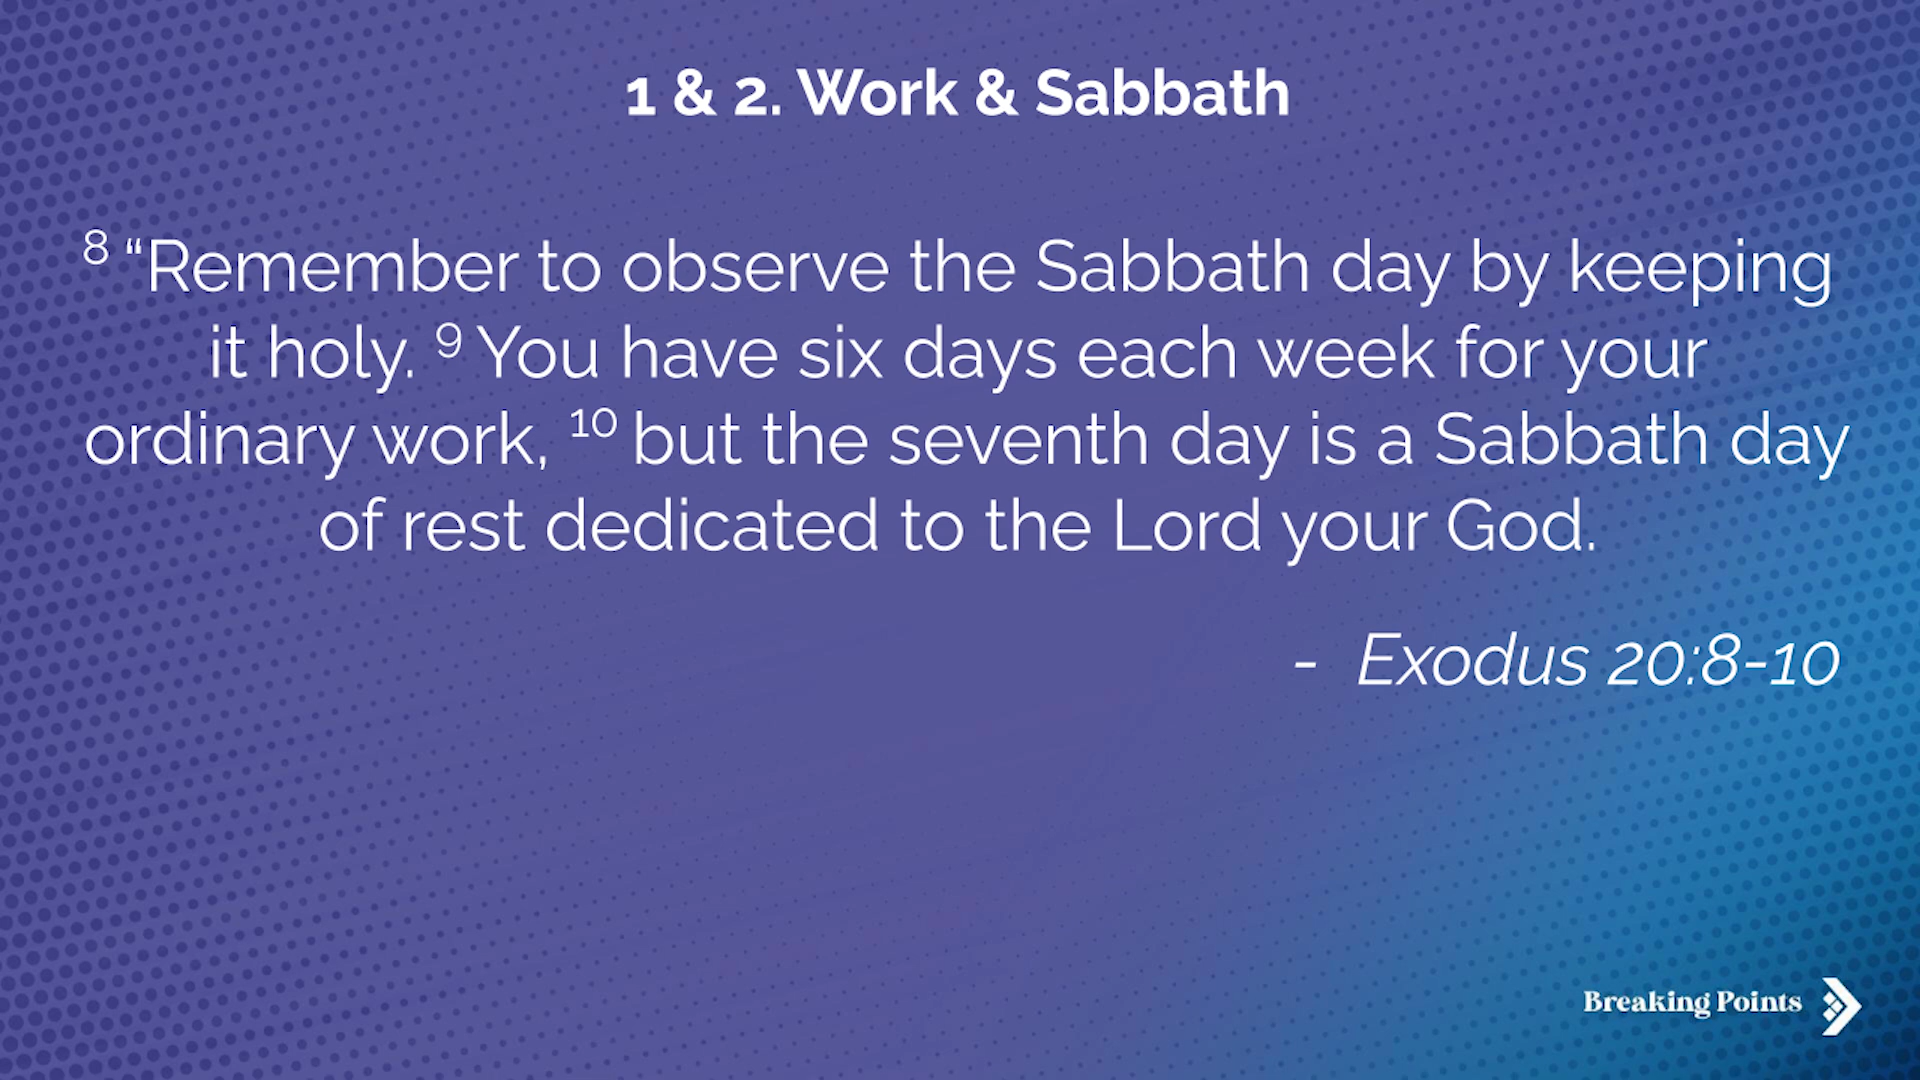 1 & 2. Work & Sabbath
8 “Remember to observe the Sabbath day by keeping
it holy. 9 You have six days each week for your
ordinary work, 10 but the seventh day is a Sabbath day
of rest dedicated to the Lord your God.
- Exodus 20:8-10
Breaking Points